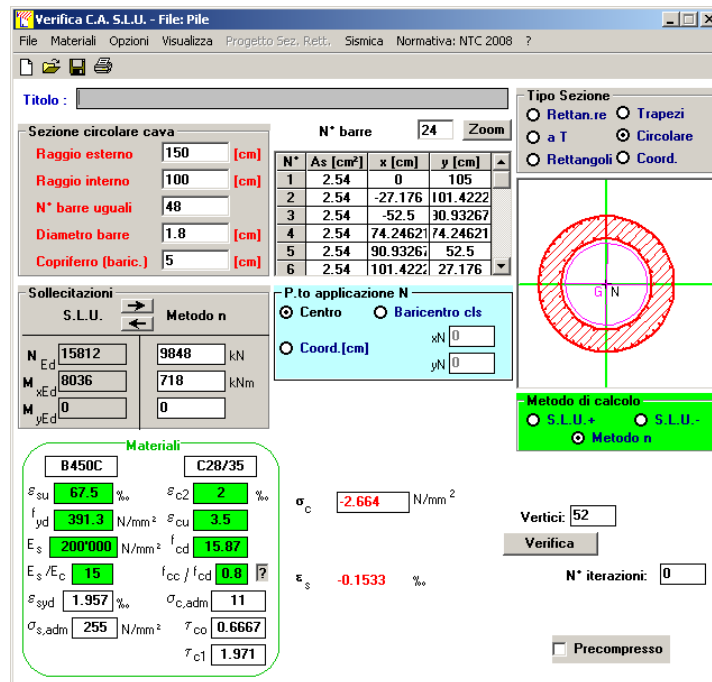 Verifica C.A. S.L.U. - File: Pile
File Materiali Opzioni Visualizza Progetto Sez. Rett. Sismica Normativa: NTC 2008 ?
Titolo :
Tipo Sezione
Rettan.re Trapezi
a T Circolare
Rettangoli Coord.
Sezione circolare cava
Raggio esterno 150 [cm]
Raggio interno 100 [cm]
N° barre uguali 48
Diametro barre 1.8 [cm]
Copriferro (baric.) 5 [cm]
N° barre 24 Zoom
N° As [cm²] x [cm] y [cm]
1 2.54 0 105
2 2.54 -27.176 101.4222
3 2.54 -52.5 90.93267
4 2.54 74.24621 74.24621
5 2.54 90.93267 52.5
6 2.54 101.4222 27.176
G N
Sollecitazioni
S.L.U. Metodo n
N Ed 15812 9848 kN
M xEd 8036 718 kNm
M yEd 0 0
P.to applicazione N
Centro Baricentro cls
Coord.[cm] xN 0
yN 0
Metodo di calcolo
S.L.U.+ S.L.U.-
Metodo n
Materiali
B450C C28/35
εsu 67.5 ‰ εc2 2 ‰
fyd 391.3 N/mm² εcu 3.5
Es 200'000 N/mm² fcd 15.87
Es/Ec 15 fcc / fcd 0.8 ?
εsyd 1.957 ‰ σc,adm 11
σs,adm 255 N/mm² τco 0.6667
τc1 1.971
σc -2.664 N/mm²
εs -0.1533 ‰
Vertici: 52
Verifica
N° iterazioni: 0
Precompresso